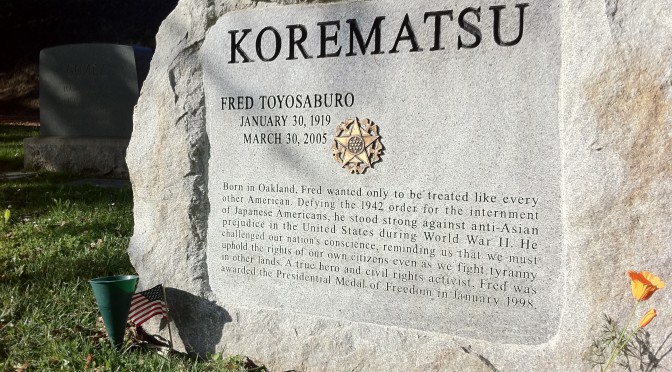 KOREMATSU
FRED TOYOSABURO
JANUARY 30, 1919
MARCH 30, 2005
Born in Oakland, Fred wanted only to be treated like every
other American. Defying the 1942 order for the internment
of Japanese Americans, he stood strong against anti-Asian
prejudice in the United States during World War II. He
challenged our nation's conscience, reminding us that we must
uphold the rights of our own citizens even as we fight tyranny
in other lands. A true hero and civil rights activist, Fred was
awarded the Presidential Medal of Freedom in January 1998.